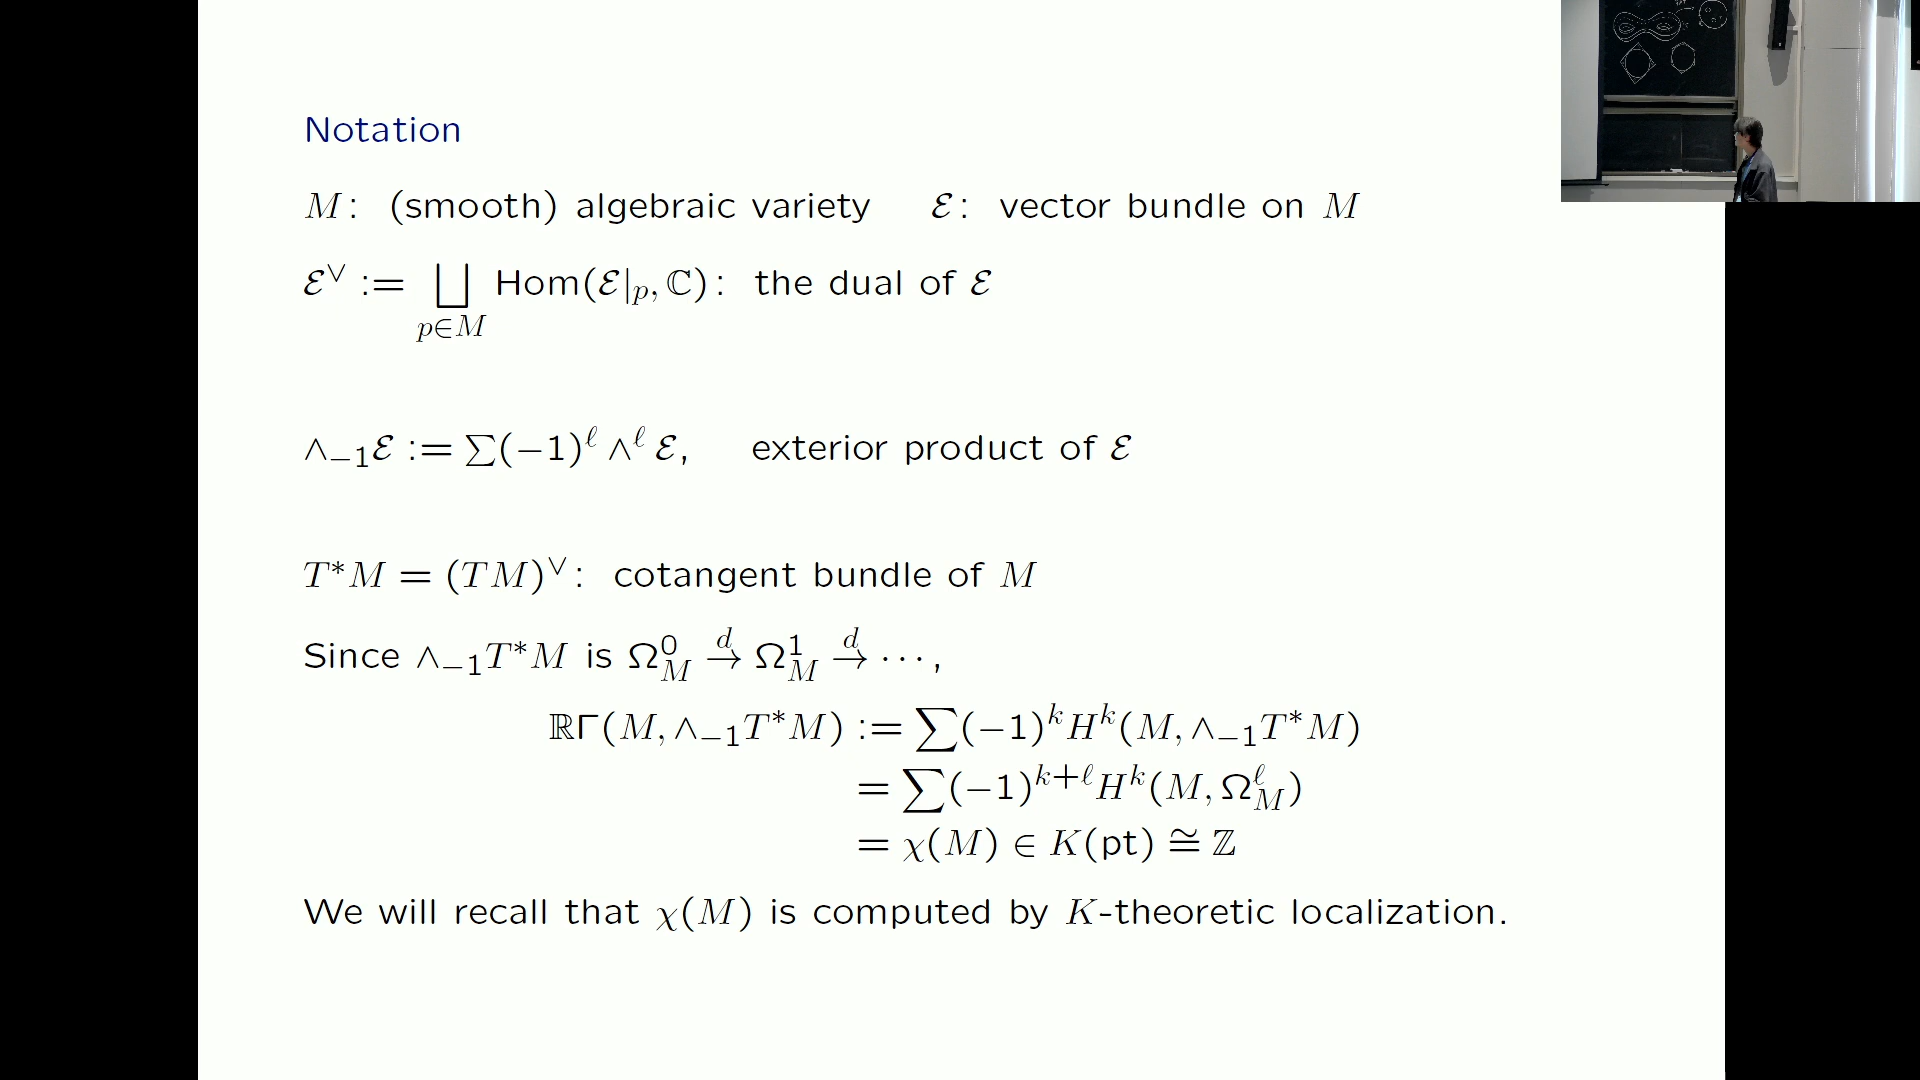 Notation
M : (smooth) algebraic variety ℰ : vector bundle on M
ℰ^∨ := ⨆_{p∈M} Hom(ℰ|_p, ℂ) : the dual of ℰ
∧_{−1}ℰ := ∑(−1)^ℓ ∧^ℓ ℰ, exterior product of ℰ
T*M = (TM)^∨ : cotangent bundle of M
Since ∧_{−1}T*M is Ω^0_M →^d Ω^1_M →^d ⋯ ,
ℝΓ(M, ∧_{−1}T*M) := ∑(−1)^k H^k(M, ∧_{−1}T*M)
= ∑(−1)^{k+ℓ} H^k(M, Ω^ℓ_M)
= χ(M) ∈ K(pt) ≅ ℤ
We will recall that χ(M) is computed by K-theoretic localization.